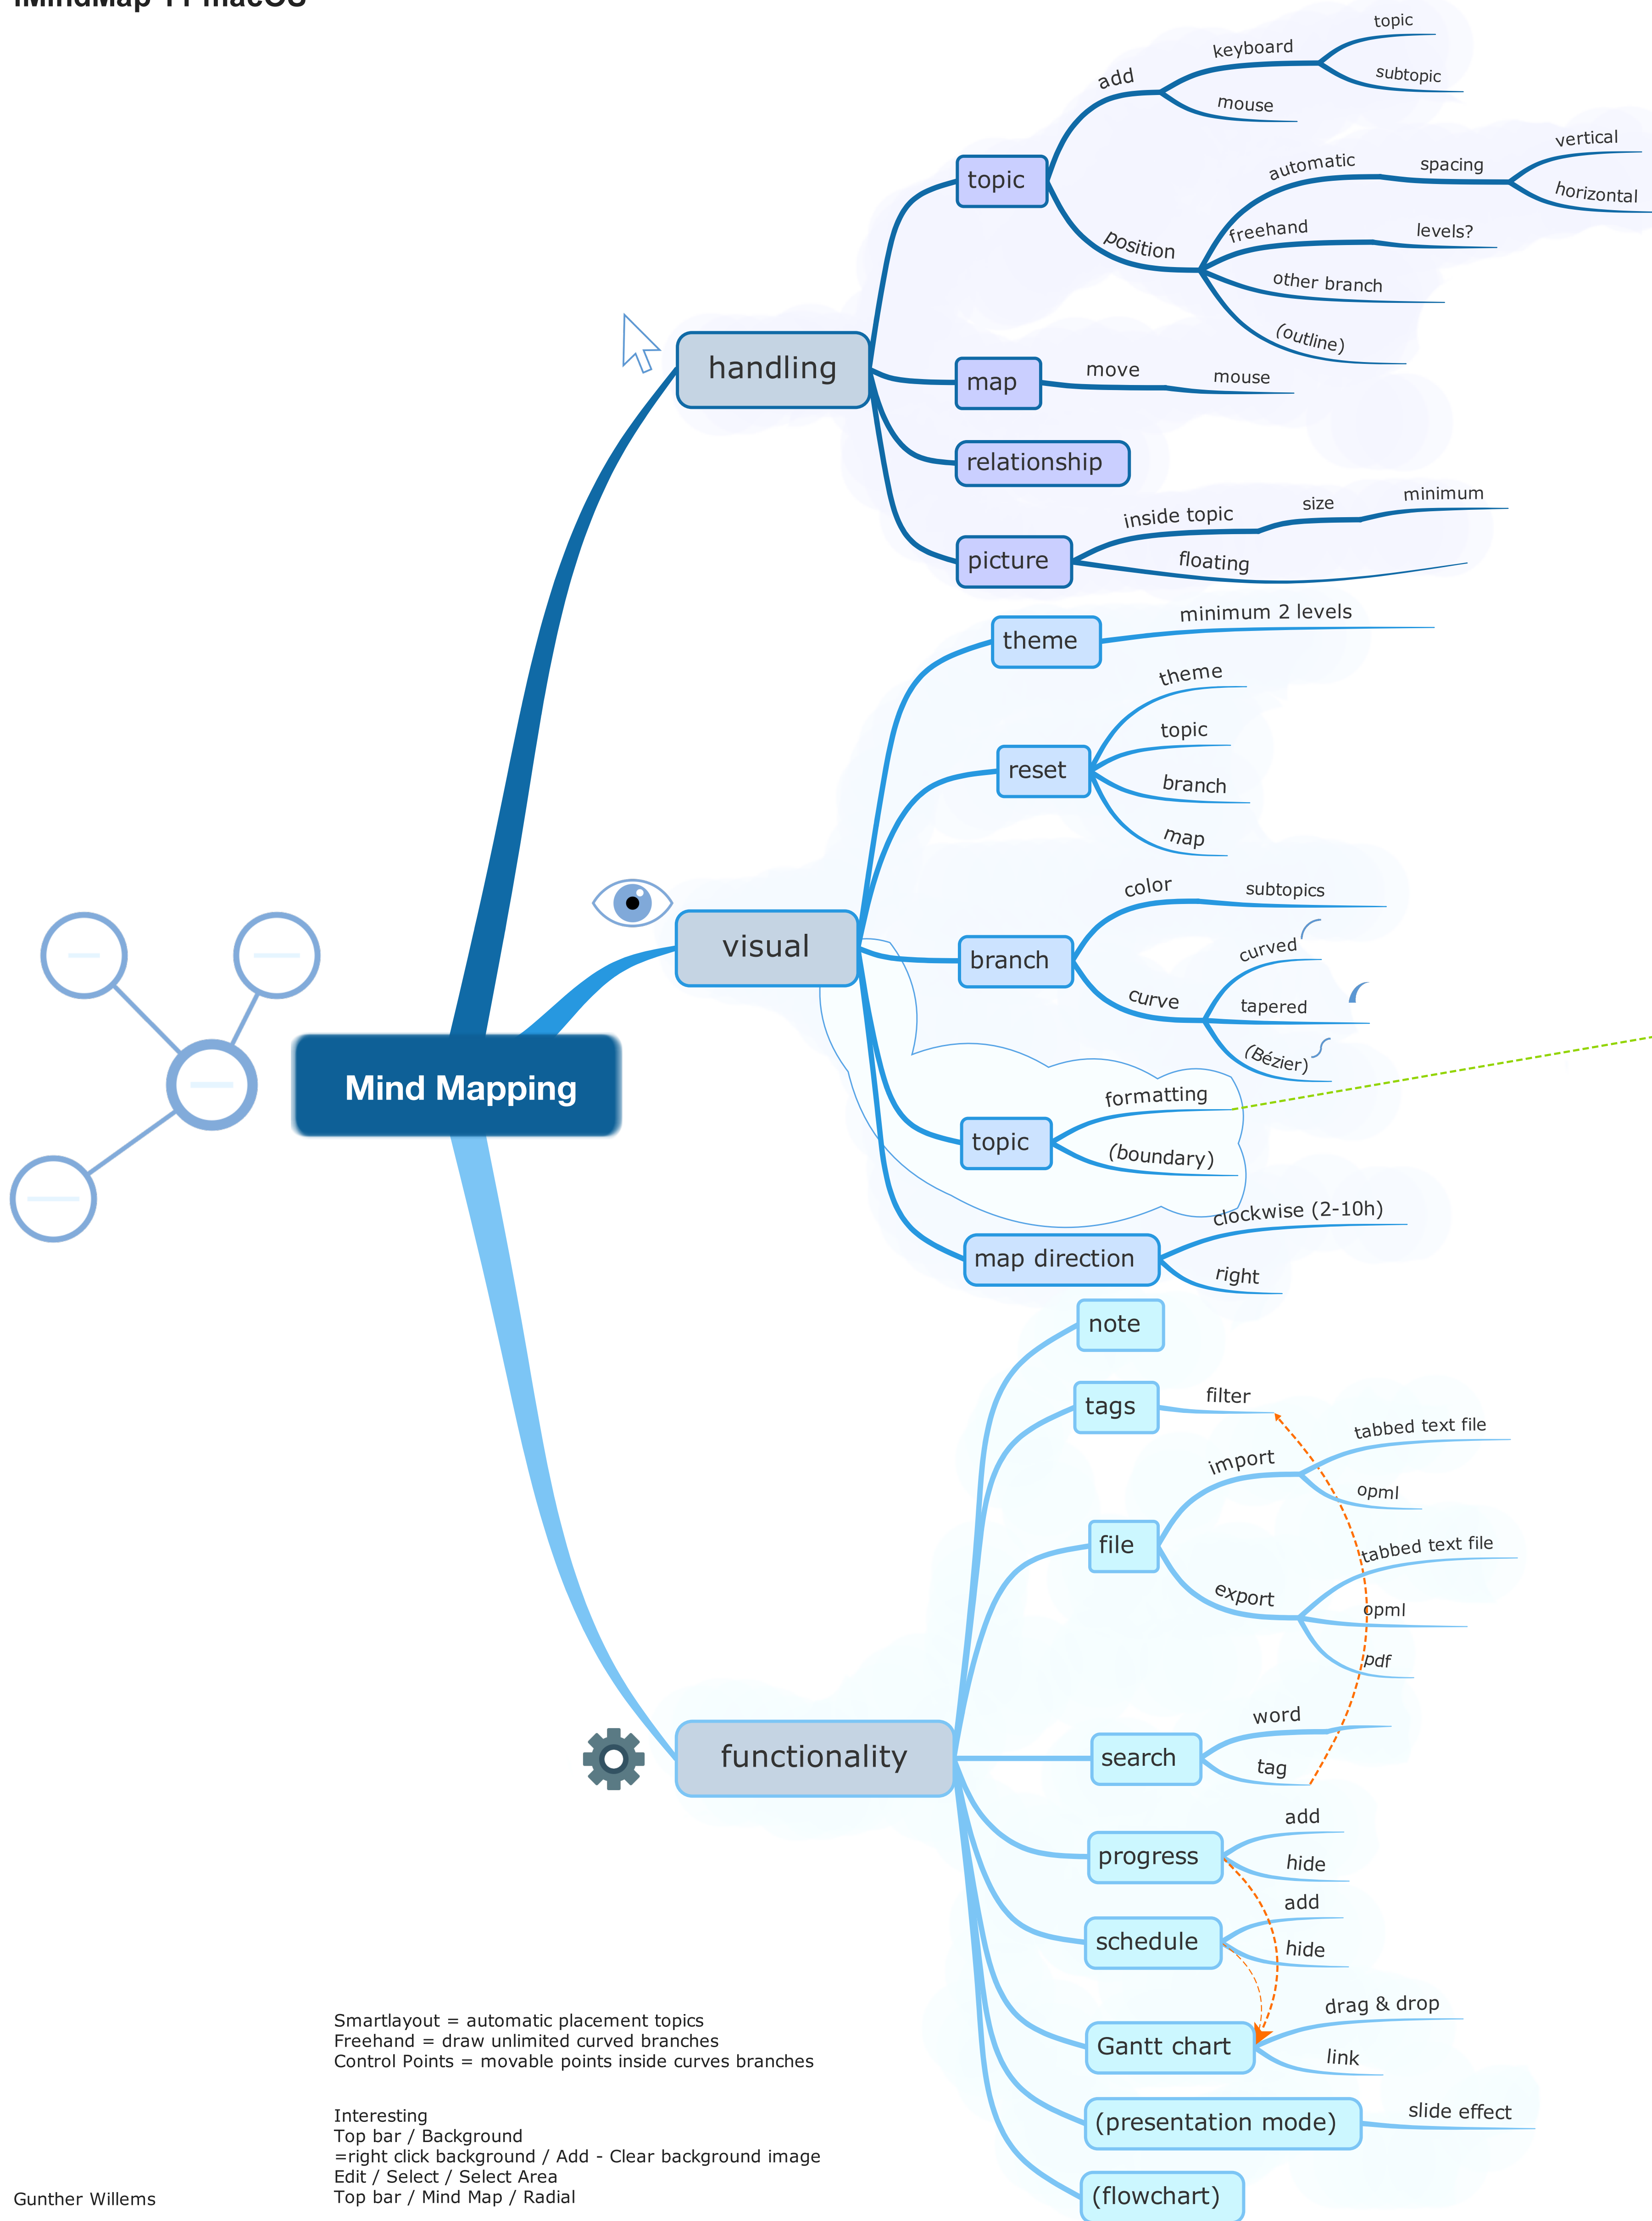 iMindMap 11 macOS
Mind Mapping
handling
topic
add
keyboard
topic
subtopic
mouse
position
automatic
spacing
vertical
horizontal
freehand
levels?
other branch
(outline)
map
move
mouse
relationship
picture
inside topic
size
minimum
floating
visual
theme
minimum 2 levels
reset
theme
topic
branch
map
branch
color
subtopics
curve
curved
tapered
(Bézier)
topic
formatting
(boundary)
map direction
clockwise (2-10h)
right
functionality
note
tags
filter
file
import
tabbed text file
opml
export
tabbed text file
opml
pdf
search
word
tag
progress
add
hide
schedule
add
hide
Gantt chart
drag & drop
link
(presentation mode)
slide effect
(flowchart)
Smartlayout = automatic placement topics
Freehand = draw unlimited curved branches
Control Points = movable points inside curves branches
Interesting
Top bar / Background
=right click background / Add - Clear background image
Edit / Select / Select Area
Top bar / Mind Map / Radial
Gunther Willems